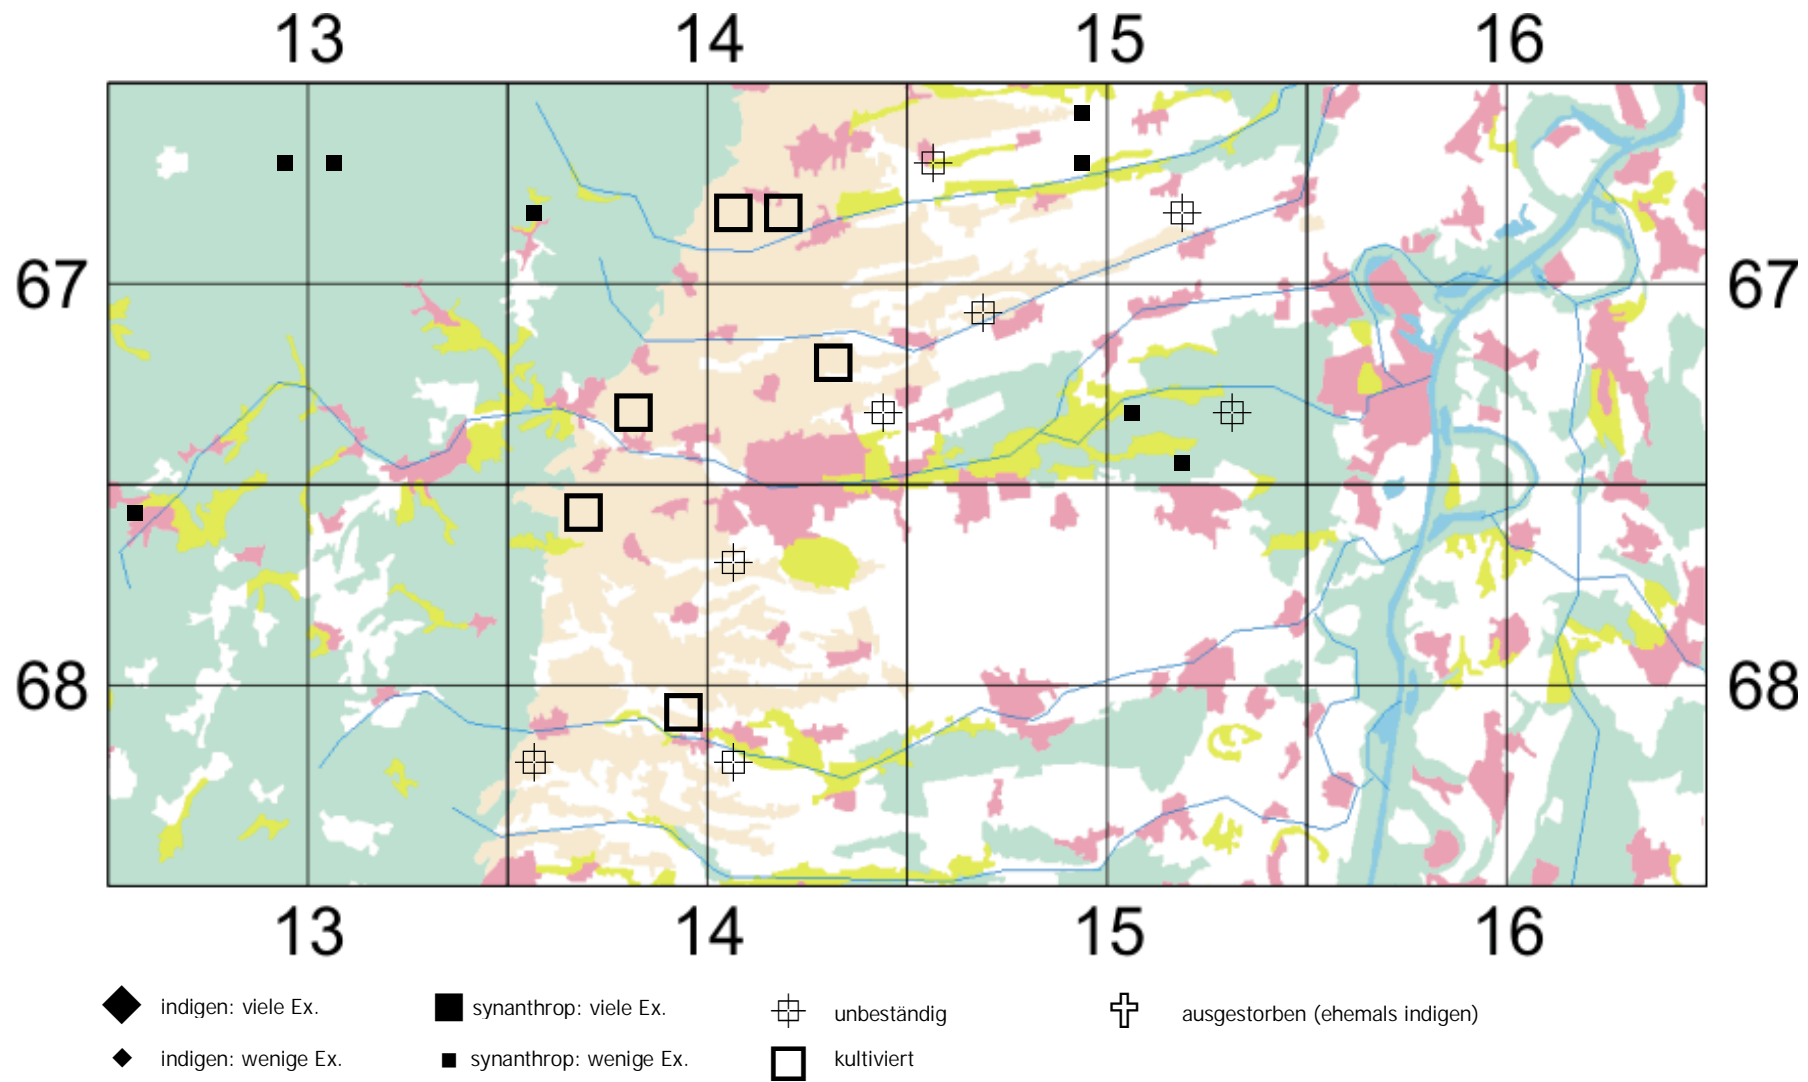 13 14 15 16
67 67
68 68
13 14 15 16
indigen: viele Ex. synanthrop: viele Ex. unbeständig ausgestorben (ehemals indigen)
indigen: wenige Ex. synanthrop: wenige Ex. kultiviert